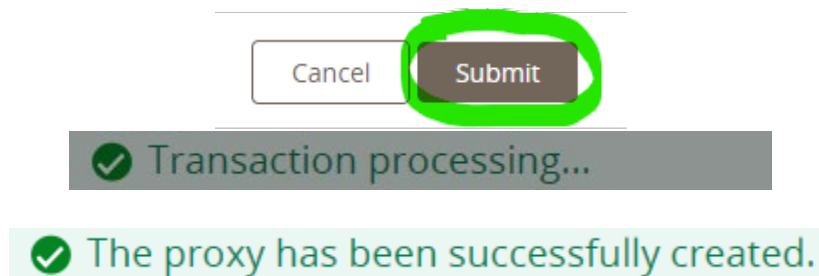 Cancel Submit
Transaction processing...
The proxy has been successfully created.